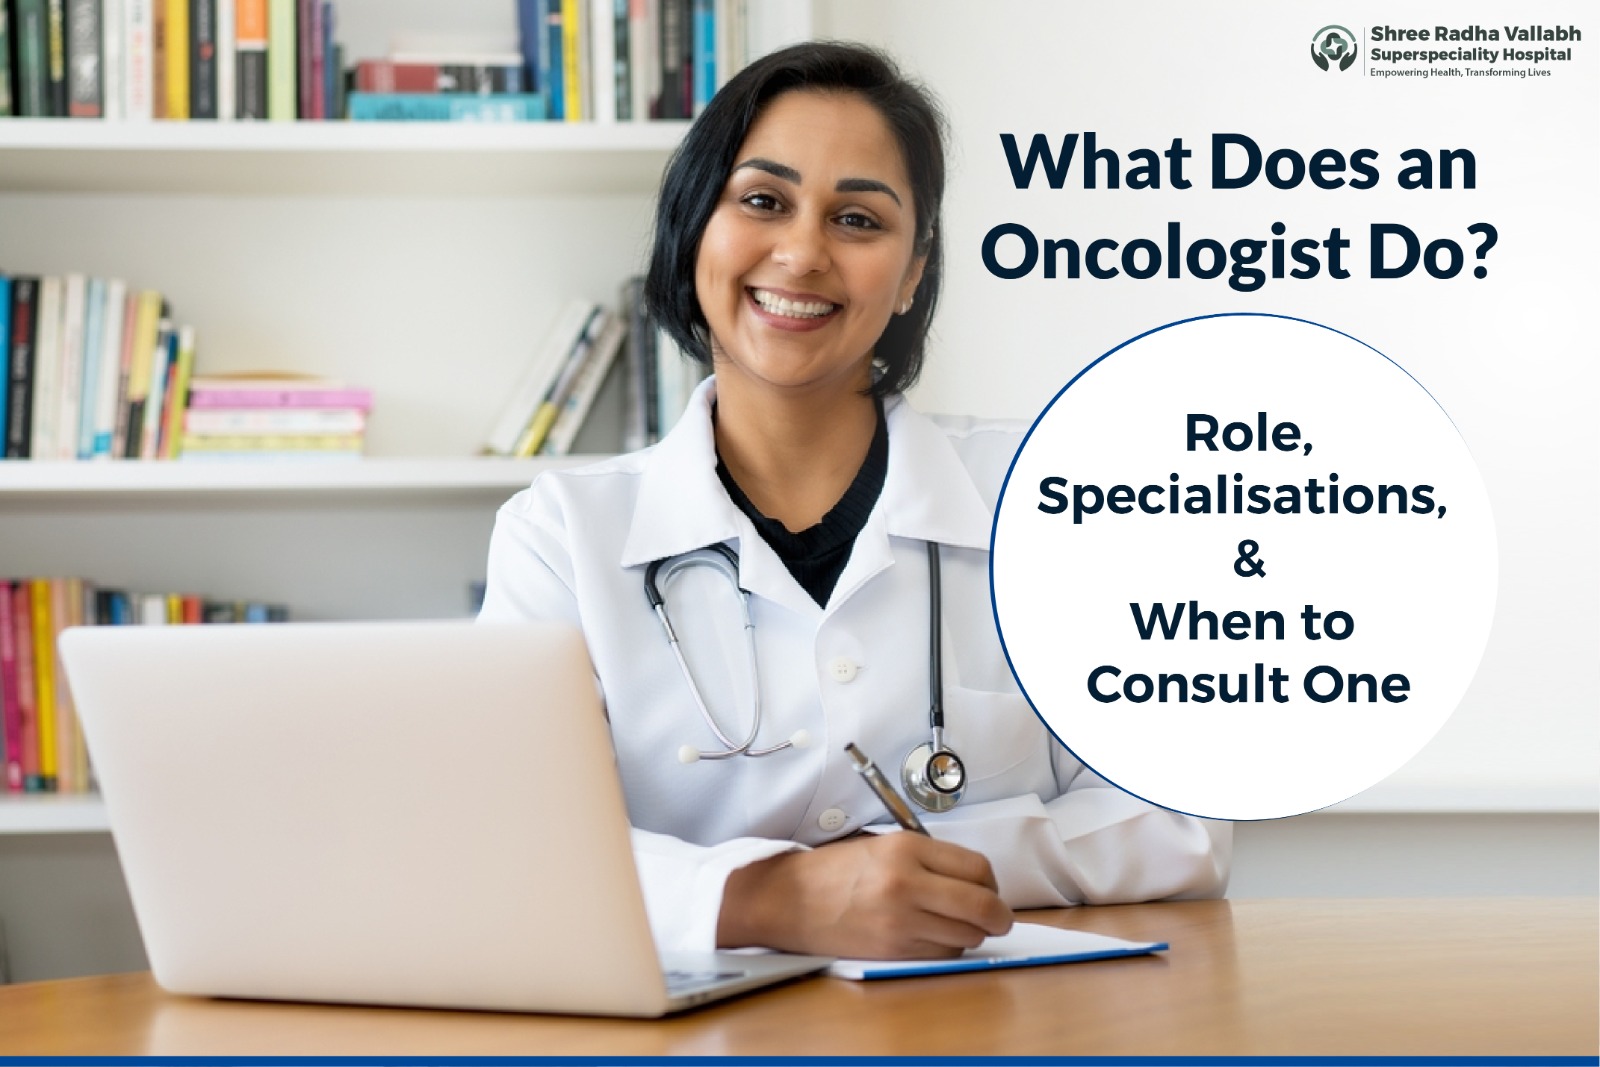 Shree Radha Vallabh
Superspeciality Hospital
Empowering Health, Transforming Lives
What Does an
Oncologist Do?
Role,
Specialisations,
&
When to
Consult One